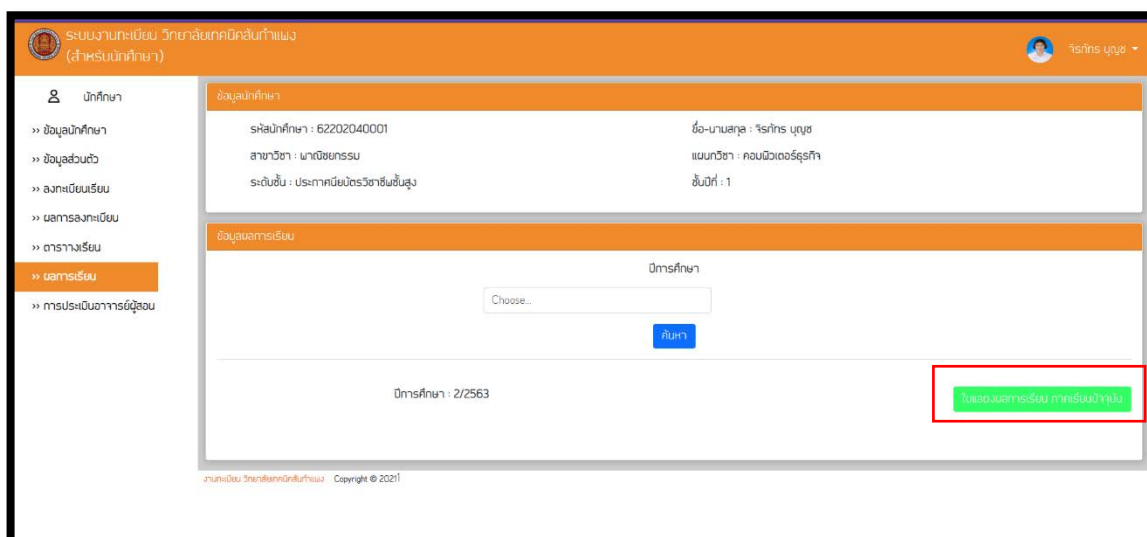 ระบบงานทะเบียน วิทยาลัยเทคนิคสันกำแพง
(สำหรับนักศึกษา)
จิรภัทร บุญช
นักศึกษา
›› ข้อมูลนักศึกษา
›› ข้อมูลส่วนตัว
›› ลงทะเบียนเรียน
›› ผลการลงทะเบียน
›› ตารางเรียน
›› ผลการเรียน
›› การประเมินอาจารย์ผู้สอน
ข้อมูลนักศึกษา
รหัสนักศึกษา : 62202040001
ชื่อ-นามสกุล : จิรภัทร บุญช
สาขาวิชา : พาณิชยกรรม
แผนกวิชา : คอมพิวเตอร์ธุรกิจ
ระดับชั้น : ประกาศนียบัตรวิชาชีพชั้นสูง
ชั้นปีที่ : 1
ข้อมูลผลการเรียน
ปีการศึกษา
Choose...
ค้นหา
ปีการศึกษา : 2/2563
ใบแสดงผลการเรียน ภาคเรียนปัจจุบัน
งานทะเบียน วิทยาลัยเทคนิคสันกำแพง Copyright © 2021